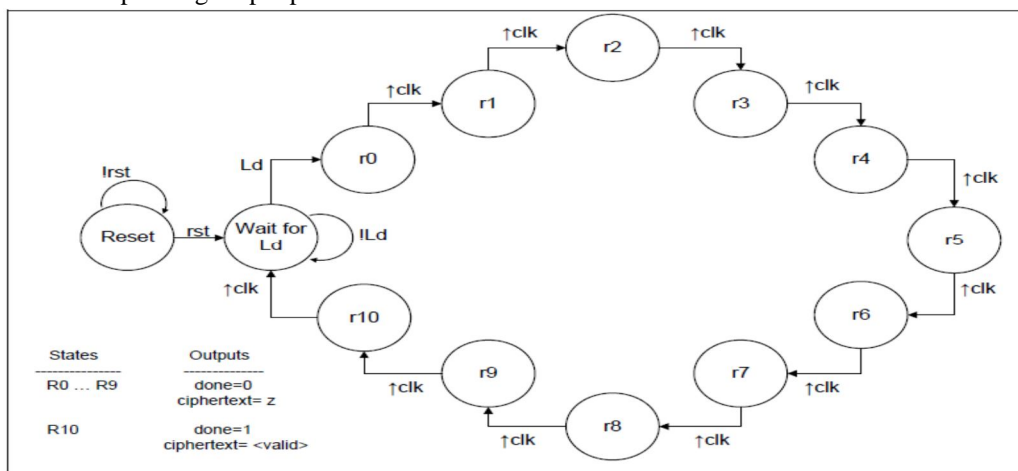 ↑clk
r2
↑clk
r1
r3
↑clk
↑clk
r0
r4
Ld
↑clk
!rst
Reset
rst
Wait for
Ld
!Ld
r5
↑clk
↑clk
r10
r6
States
Outputs
---------------
---------------
R0 ... R9
done=0
ciphertext= z
r9
r7
↑clk
↑clk
R10
done=1
ciphertext= <valid>
r8
↑clk
↑clk